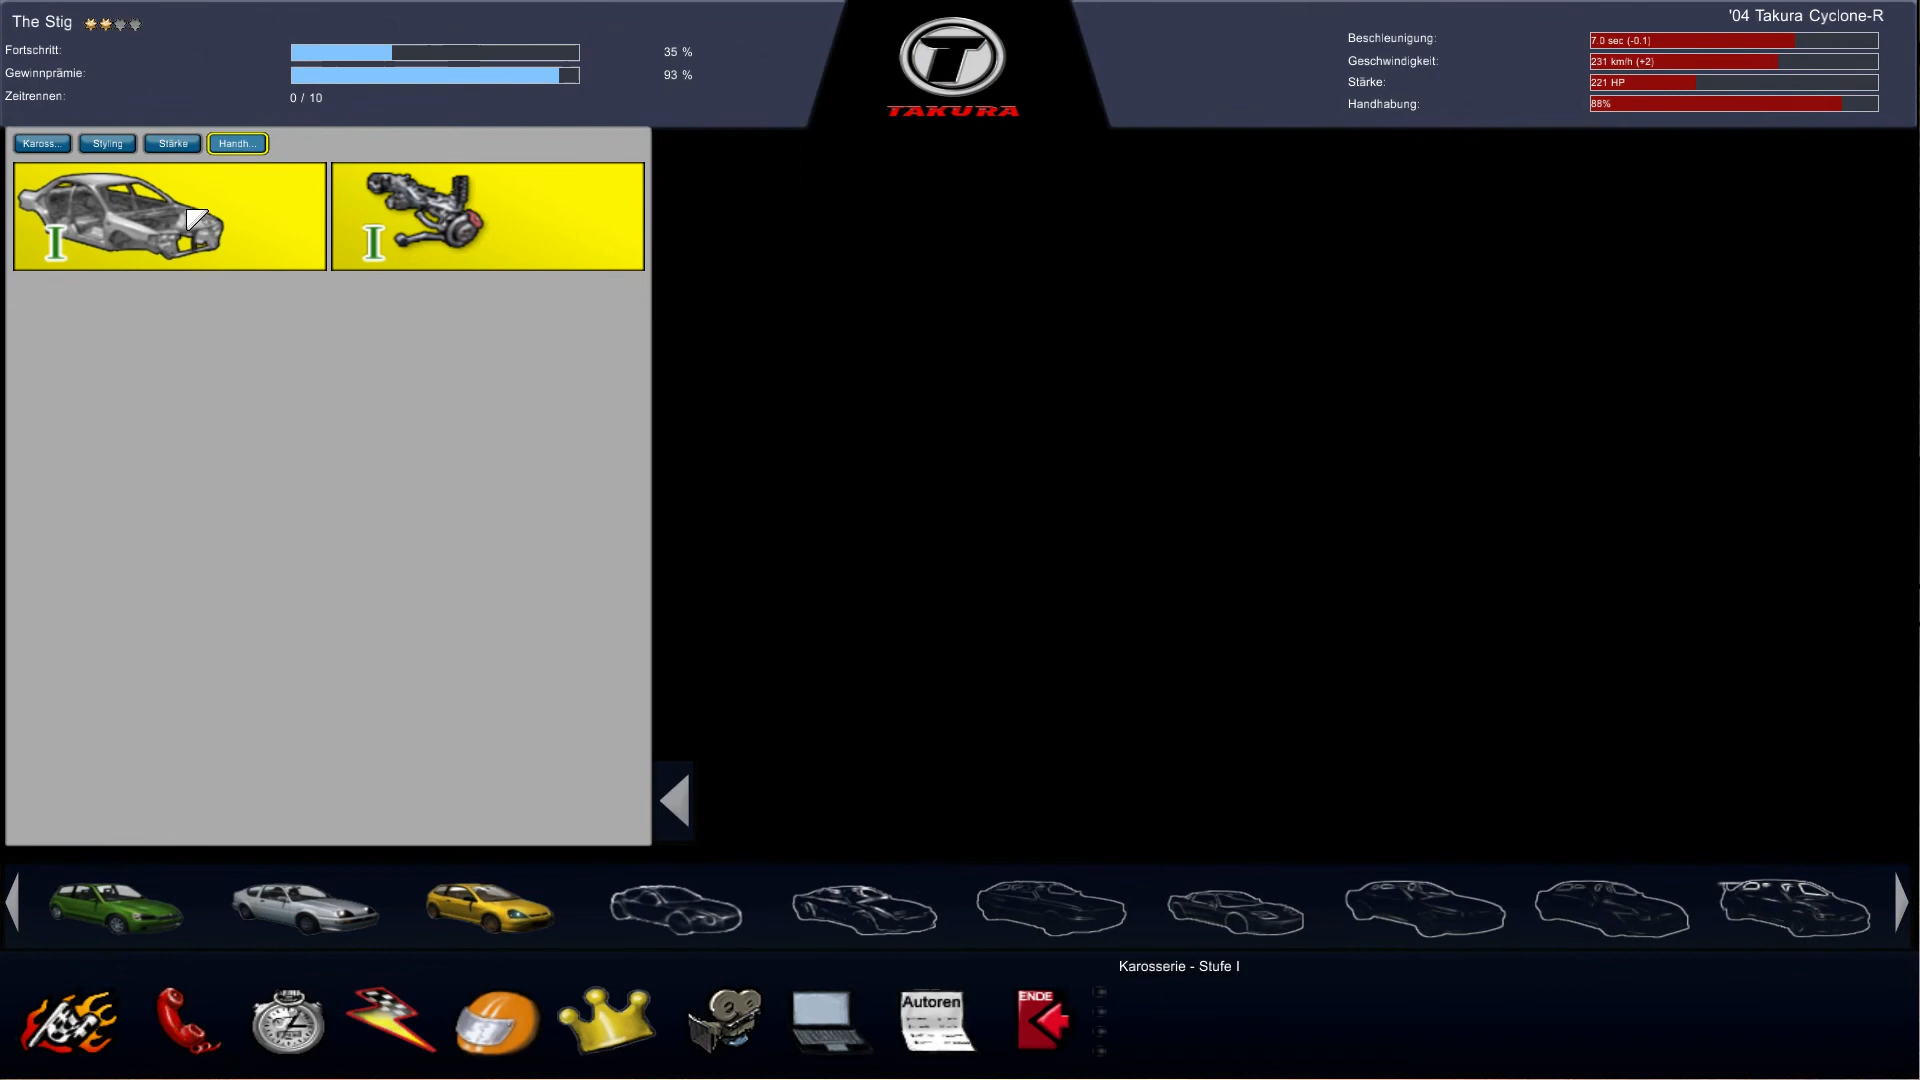 The Stig
Fortschritt:
35 %
Gewinnprämie:
93 %
Zeitrennen:
0 / 10
T
TAKURA
'04 Takura Cyclone-R
Beschleunigung:
7.0 sec (-0.1)
Geschwindigkeit:
231 km/h (+2)
Stärke:
221 HP
Handhabung:
88%
Kaross...
Styling
Stärke
Handh...
I
I
Karosserie - Stufe I
Autoren
ENDE